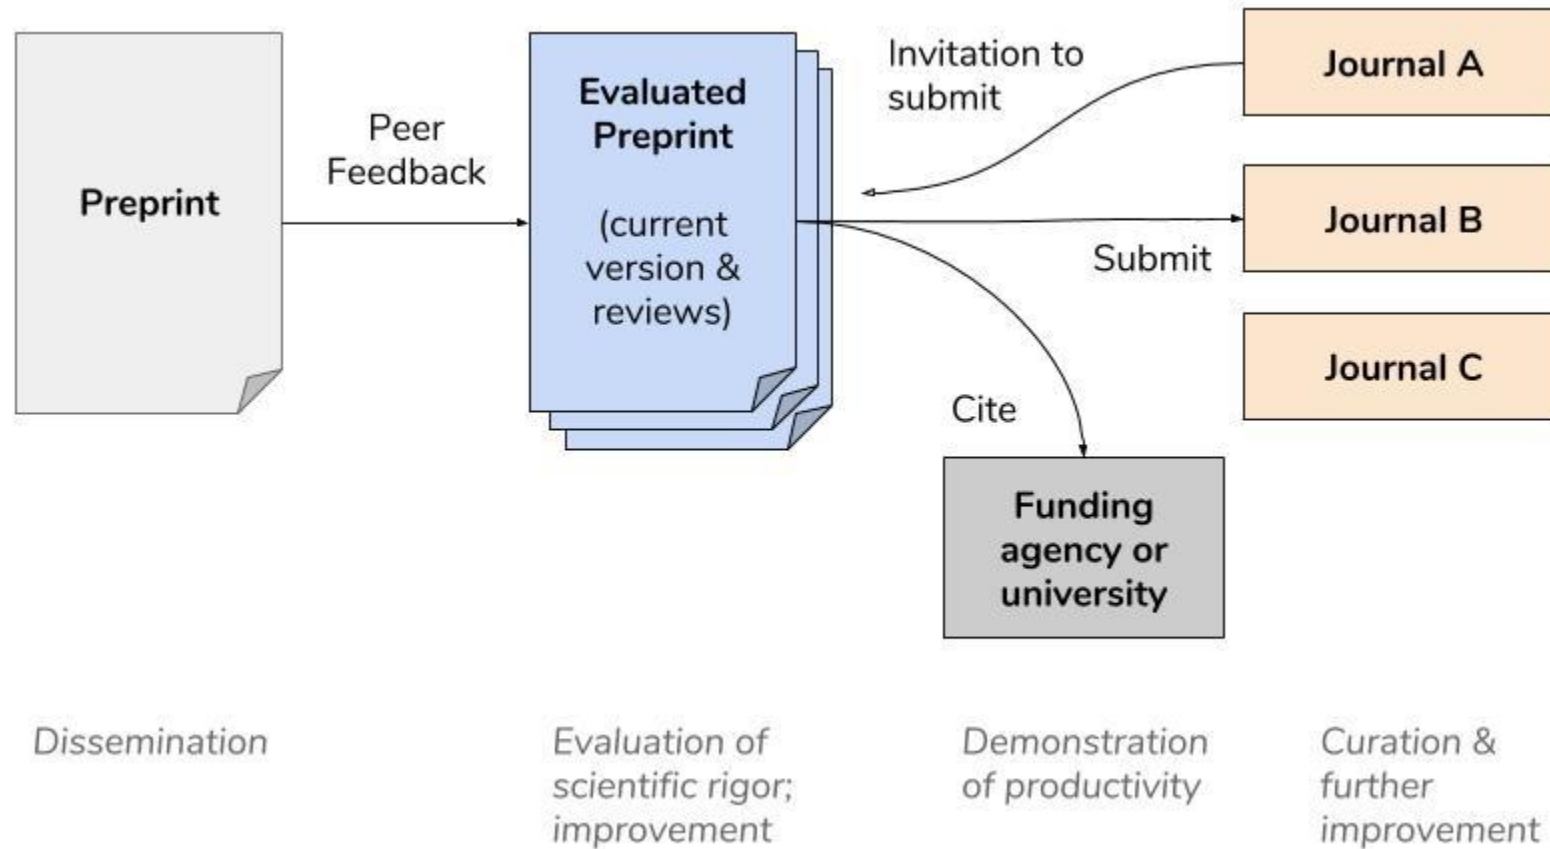 Preprint
Peer
Feedback
Evaluated
Preprint
(current
version &
reviews)
Invitation to
submit
Submit
Cite
Journal A
Journal B
Journal C
Funding
agency or
university
Dissemination
Evaluation of
scientific rigor;
improvement
Demonstration
of productivity
Curation &
further
improvement